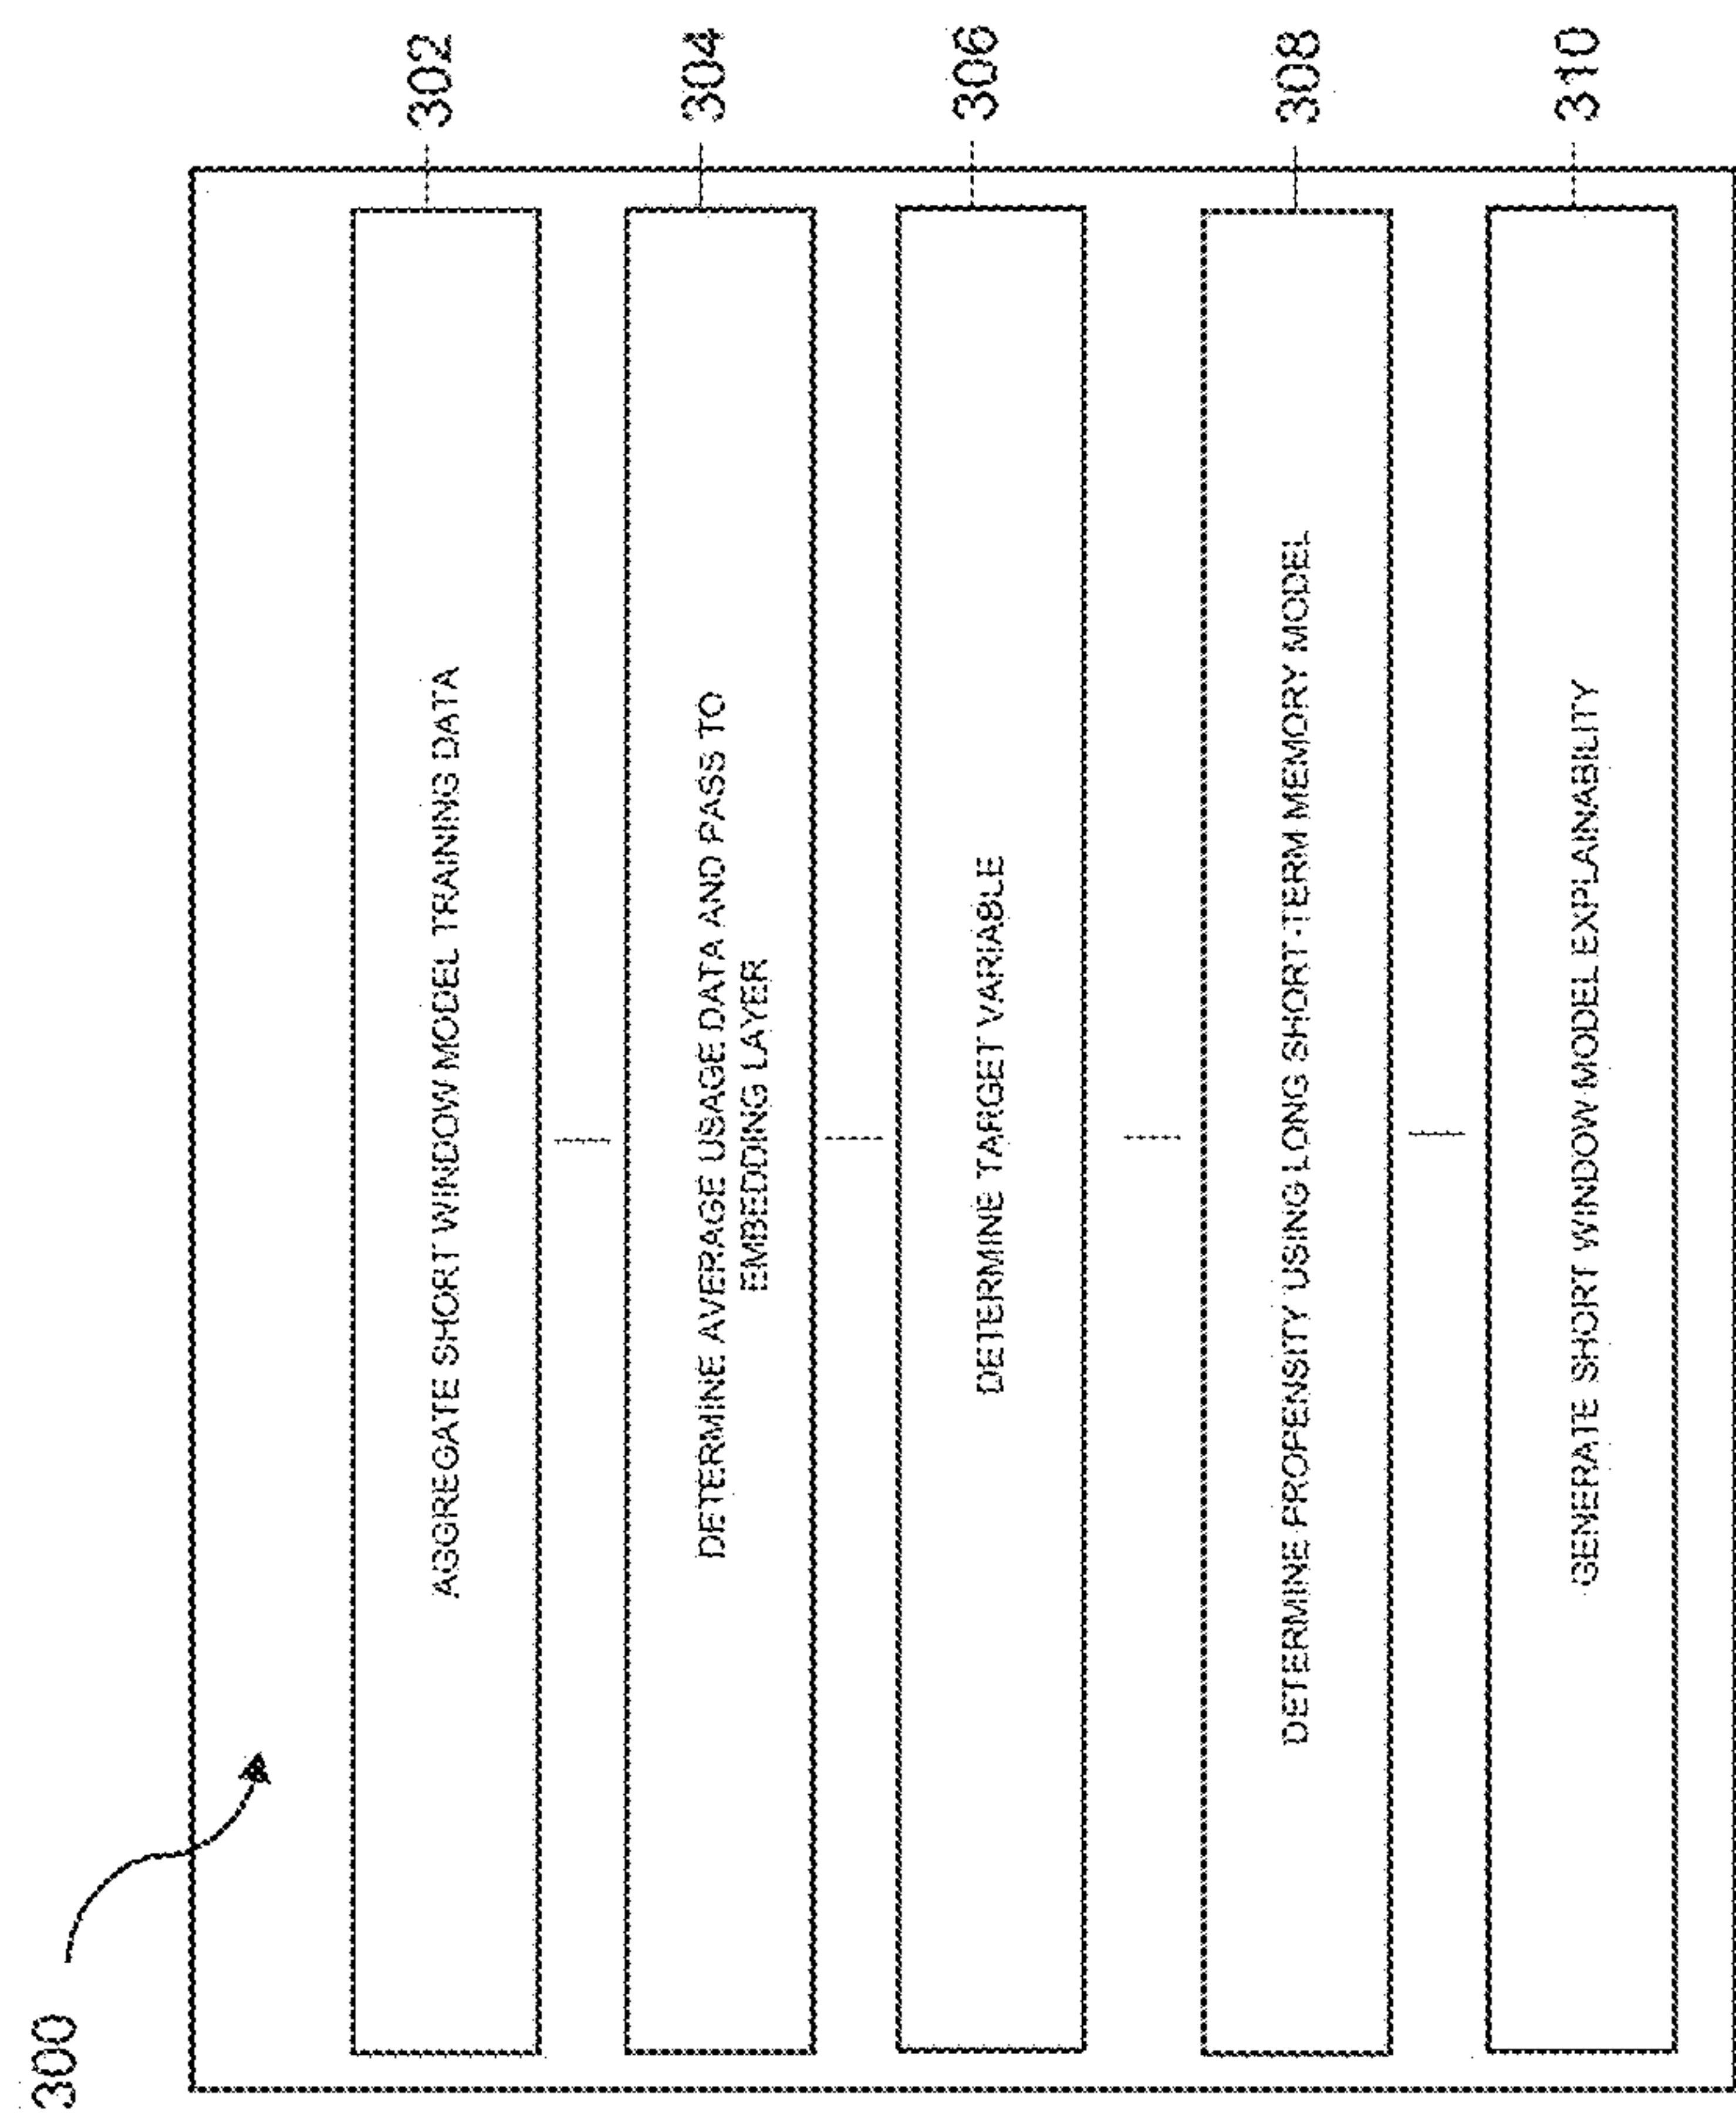 300
AGGREGATE SHORT WINDOW MODEL TRAINING DATA
302
DETERMINE AVERAGE USAGE DATA AND PASS TO
EMBEDDING LAYER
304
DETERMINE TARGET VARIABLE
306
DETERMINE PROPENSITY USING LONG SHORT-TERM MEMORY MODEL
308
GENERATE SHORT WINDOW MODEL EXPLAINABILITY
310